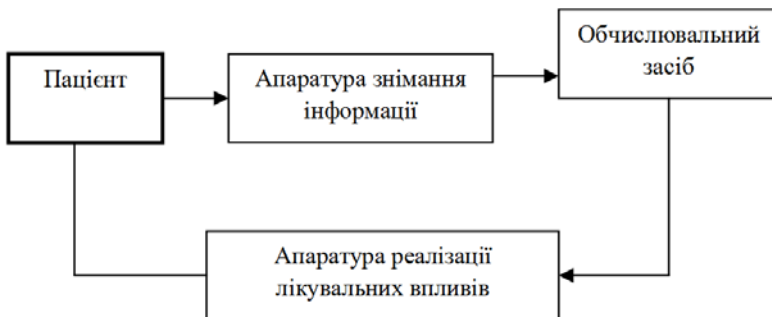 Пацієнт
Апаратура знімання
інформації
Обчислювальний
засіб
Апаратура реалізації
лікувальних впливів